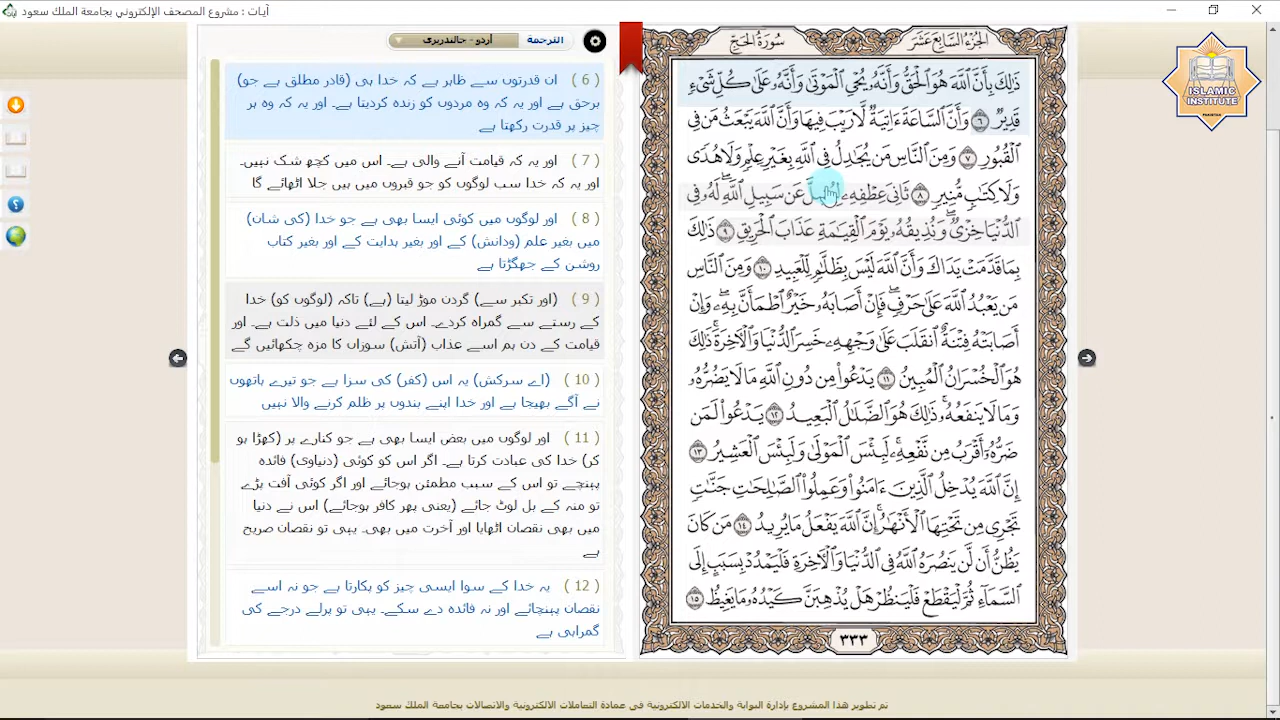 آيات : مشروع المصحف الإلكتروني بجامعة الملك سعود
الترجمة
أردو - جالندربرى
ISLAMIC
INSTITUTE
PAKISTAN
الجُزْءُ السَّابِعَ عَشَرَ
سُورَةُ الحَجّ
ذَٰلِكَ بِأَنَّ ٱللَّهَ هُوَ ٱلْحَقُّ وَأَنَّهُۥ يُحْىِ ٱلْمَوْتَىٰ وَأَنَّهُۥ عَلَىٰ كُلِّ شَىْءٍ
قَدِيرٌ ٦ وَأَنَّ ٱلسَّاعَةَ ءَاتِيَةٌ لَّا رَيْبَ فِيهَا وَأَنَّ ٱللَّهَ يَبْعَثُ مَن فِى
ٱلْقُبُورِ ٧ وَمِنَ ٱلنَّاسِ مَن يُجَٰدِلُ فِى ٱللَّهِ بِغَيْرِ عِلْمٍ وَلَا هُدًى
وَلَا كِتَٰبٍ مُّنِيرٍ ٨ ثَانِىَ عِطْفِهِۦ عَن سَبِيلِ ٱللَّهِ ۖ لَهُۥ فِى
ٱلدُّنْيَا خِزْىٌ ۖ وَنُذِيقُهُۥ يَوْمَ ٱلْقِيَٰمَةِ عَذَابَ ٱلْحَرِيقِ ٩ ذَٰلِكَ
بِمَا قَدَّمَتْ يَدَاكَ وَأَنَّ ٱللَّهَ لَيْسَ بِظَلَّٰمٍ لِّلْعَبِيدِ ١٠ وَمِنَ ٱلنَّاسِ
مَن يَعْبُدُ ٱللَّهَ عَلَىٰ حَرْفٍ ۖ فَإِنْ أَصَابَهُۥ خَيْرٌ ٱطْمَأَنَّ بِهِۦ ۖ وَإِنْ
أَصَابَتْهُ فِتْنَةٌ ٱنقَلَبَ عَلَىٰ وَجْهِهِۦ خَسِرَ ٱلدُّنْيَا وَٱلْءَاخِرَةَ ۚ ذَٰلِكَ
هُوَ ٱلْخُسْرَانُ ٱلْمُبِينُ ١١ يَدْعُوا۟ مِن دُونِ ٱللَّهِ مَا لَا يَضُرُّهُۥ
وَمَا لَا يَنفَعُهُۥ ۚ ذَٰلِكَ هُوَ ٱلضَّلَٰلُ ٱلْبَعِيدُ ١٢ يَدْعُوا۟ لَمَن
ضَرُّهُۥٓ أَقْرَبُ مِن نَّفْعِهِۦ ۚ لَبِئْسَ ٱلْمَوْلَىٰ وَلَبِئْسَ ٱلْعَشِيرُ ١٣
إِنَّ ٱللَّهَ يُدْخِلُ ٱلَّذِينَ ءَامَنُوا۟ وَعَمِلُوا۟ ٱلصَّٰلِحَٰتِ جَنَّٰتٍ
تَجْرِى مِن تَحْتِهَا ٱلْأَنْهَٰرُ ۚ إِنَّ ٱللَّهَ يَفْعَلُ مَا يُرِيدُ ١٤ مَن كَانَ
يَظُنُّ أَن لَّن يَنصُرَهُ ٱللَّهُ فِى ٱلدُّنْيَا وَٱلْءَاخِرَةِ فَلْيَمْدُدْ بِسَبَبٍ إِلَى
ٱلسَّمَآءِ ثُمَّ لْيَقْطَعْ فَلْيَنظُرْ هَلْ يُذْهِبَنَّ كَيْدُهُۥ مَا يَغِيظُ ١٥
٣٣٣
( 6 ) ان قدرتوں سے ظاہر ہے کہ خدا ہی (قادر مطلق ہے جو)
برحق ہے اور یہ کہ وہ مردوں کو زندہ کردیتا ہے۔ اور یہ کہ وہ ہر
چیز پر قدرت رکھتا ہے
( 7 ) اور یہ کہ قیامت آنے والی ہے۔ اس میں کچھ شک نہیں۔
اور یہ کہ خدا سب لوگوں کو جو قبروں میں ہیں جلا اٹھائے گا
( 8 ) اور لوگوں میں کوئی ایسا بھی ہے جو خدا (کی شان)
میں بغیر علم (ودانش) کے اور بغیر ہدایت کے اور بغیر کتاب
روشن کے جھگڑتا ہے
( 9 ) (اور تکبر سے) گردن موڑ لیتا (ہے) تاکہ (لوگوں کو) خدا
کے رستے سے گمراہ کردے۔ اس کے لئے دنیا میں ذلت ہے۔ اور
قیامت کے دن ہم اسے عذاب (آتش) سوزاں کا مزہ چکھائیں گے
( 10 ) (اے سرکش) یہ اس (کفر) کی سزا ہے جو تیرے ہاتھوں
نے آگے بھیجا ہے اور خدا اپنے بندوں پر ظلم کرنے والا نہیں
( 11 ) اور لوگوں میں بعض ایسا بھی ہے جو کنارے پر (کھڑا ہو
کر) خدا کی عبادت کرتا ہے۔ اگر اس کو کوئی (دنیاوی) فائدہ
پہنچے تو اس کے سبب مطمئن ہوجائے اور اگر کوئی آفت پڑے
تو منہ کے بل لوٹ جائے (یعنی پھر کافر ہوجائے) اس نے دنیا
میں بھی نقصان اٹھایا اور آخرت میں بھی۔ یہی تو نقصان صریح
ہے
( 12 ) یہ خدا کے سوا ایسی چیز کو پکارتا ہے جو نہ اسے
نقصان پہنچائے اور نہ فائدہ دے سکے۔ یہی تو پرلے درجے کی
گمراہی ہے
تم تطوير هذا المشروع بإدارة البوابة والخدمات الالكترونية في عمادة التعاملات الالكترونية والاتصالات بجامعة الملك سعود